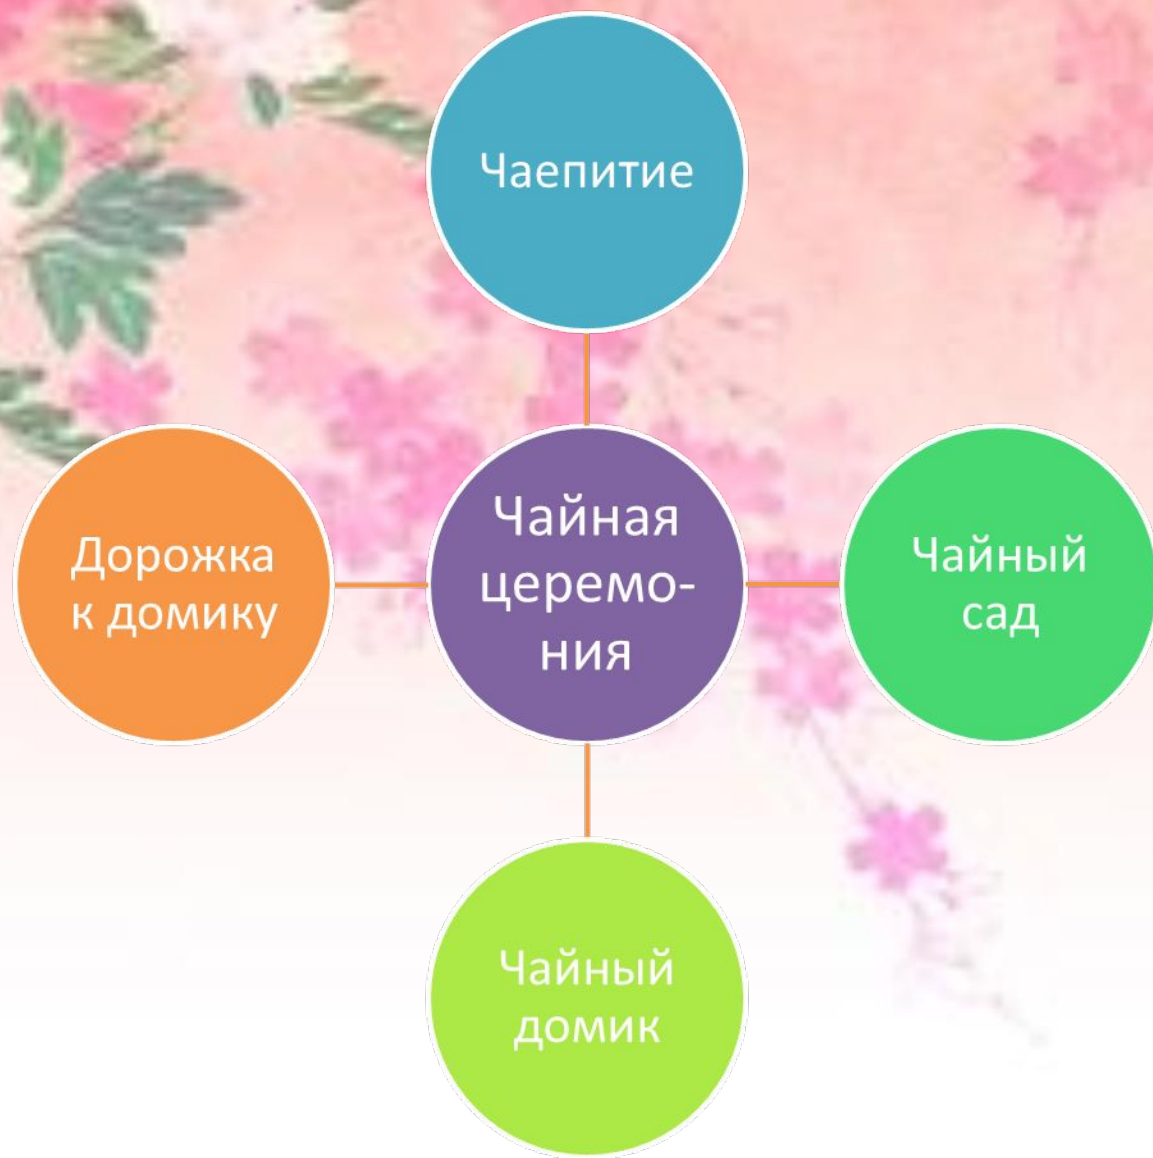 Чаепитие
Дорожка
к домику
Чайная
церемо-
ния
Чайный
сад
Чайный
домик